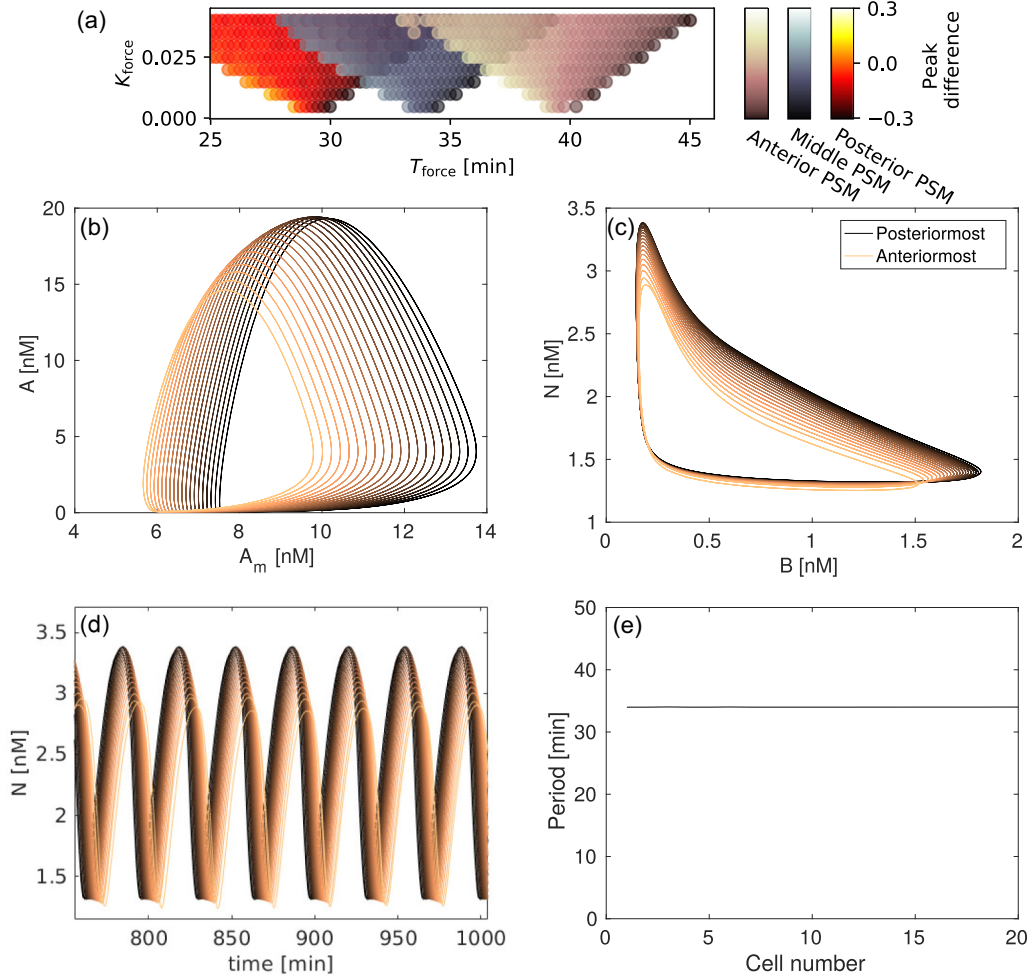 (a)
K_force
0.025
0.000
25 30 35 40 45
T_force [min]
0.3
0.0
−0.3
Peak
difference
Anterior PSM
Middle PSM
Posterior PSM
(b)
20
15
10
5
0
A [nM]
4 6 8 10 12 14
A_m [nM]
(c)
Posteriormost
Anteriormost
3.5
3
2.5
2
1.5
1
N [nM]
0 0.5 1 1.5 2
B [nM]
(d)
3.5
3
2.5
2
1.5
N [nM]
800 850 900 950 1000
time [min]
(e)
50
40
30
20
10
0
Period [min]
5 10 15 20
Cell number